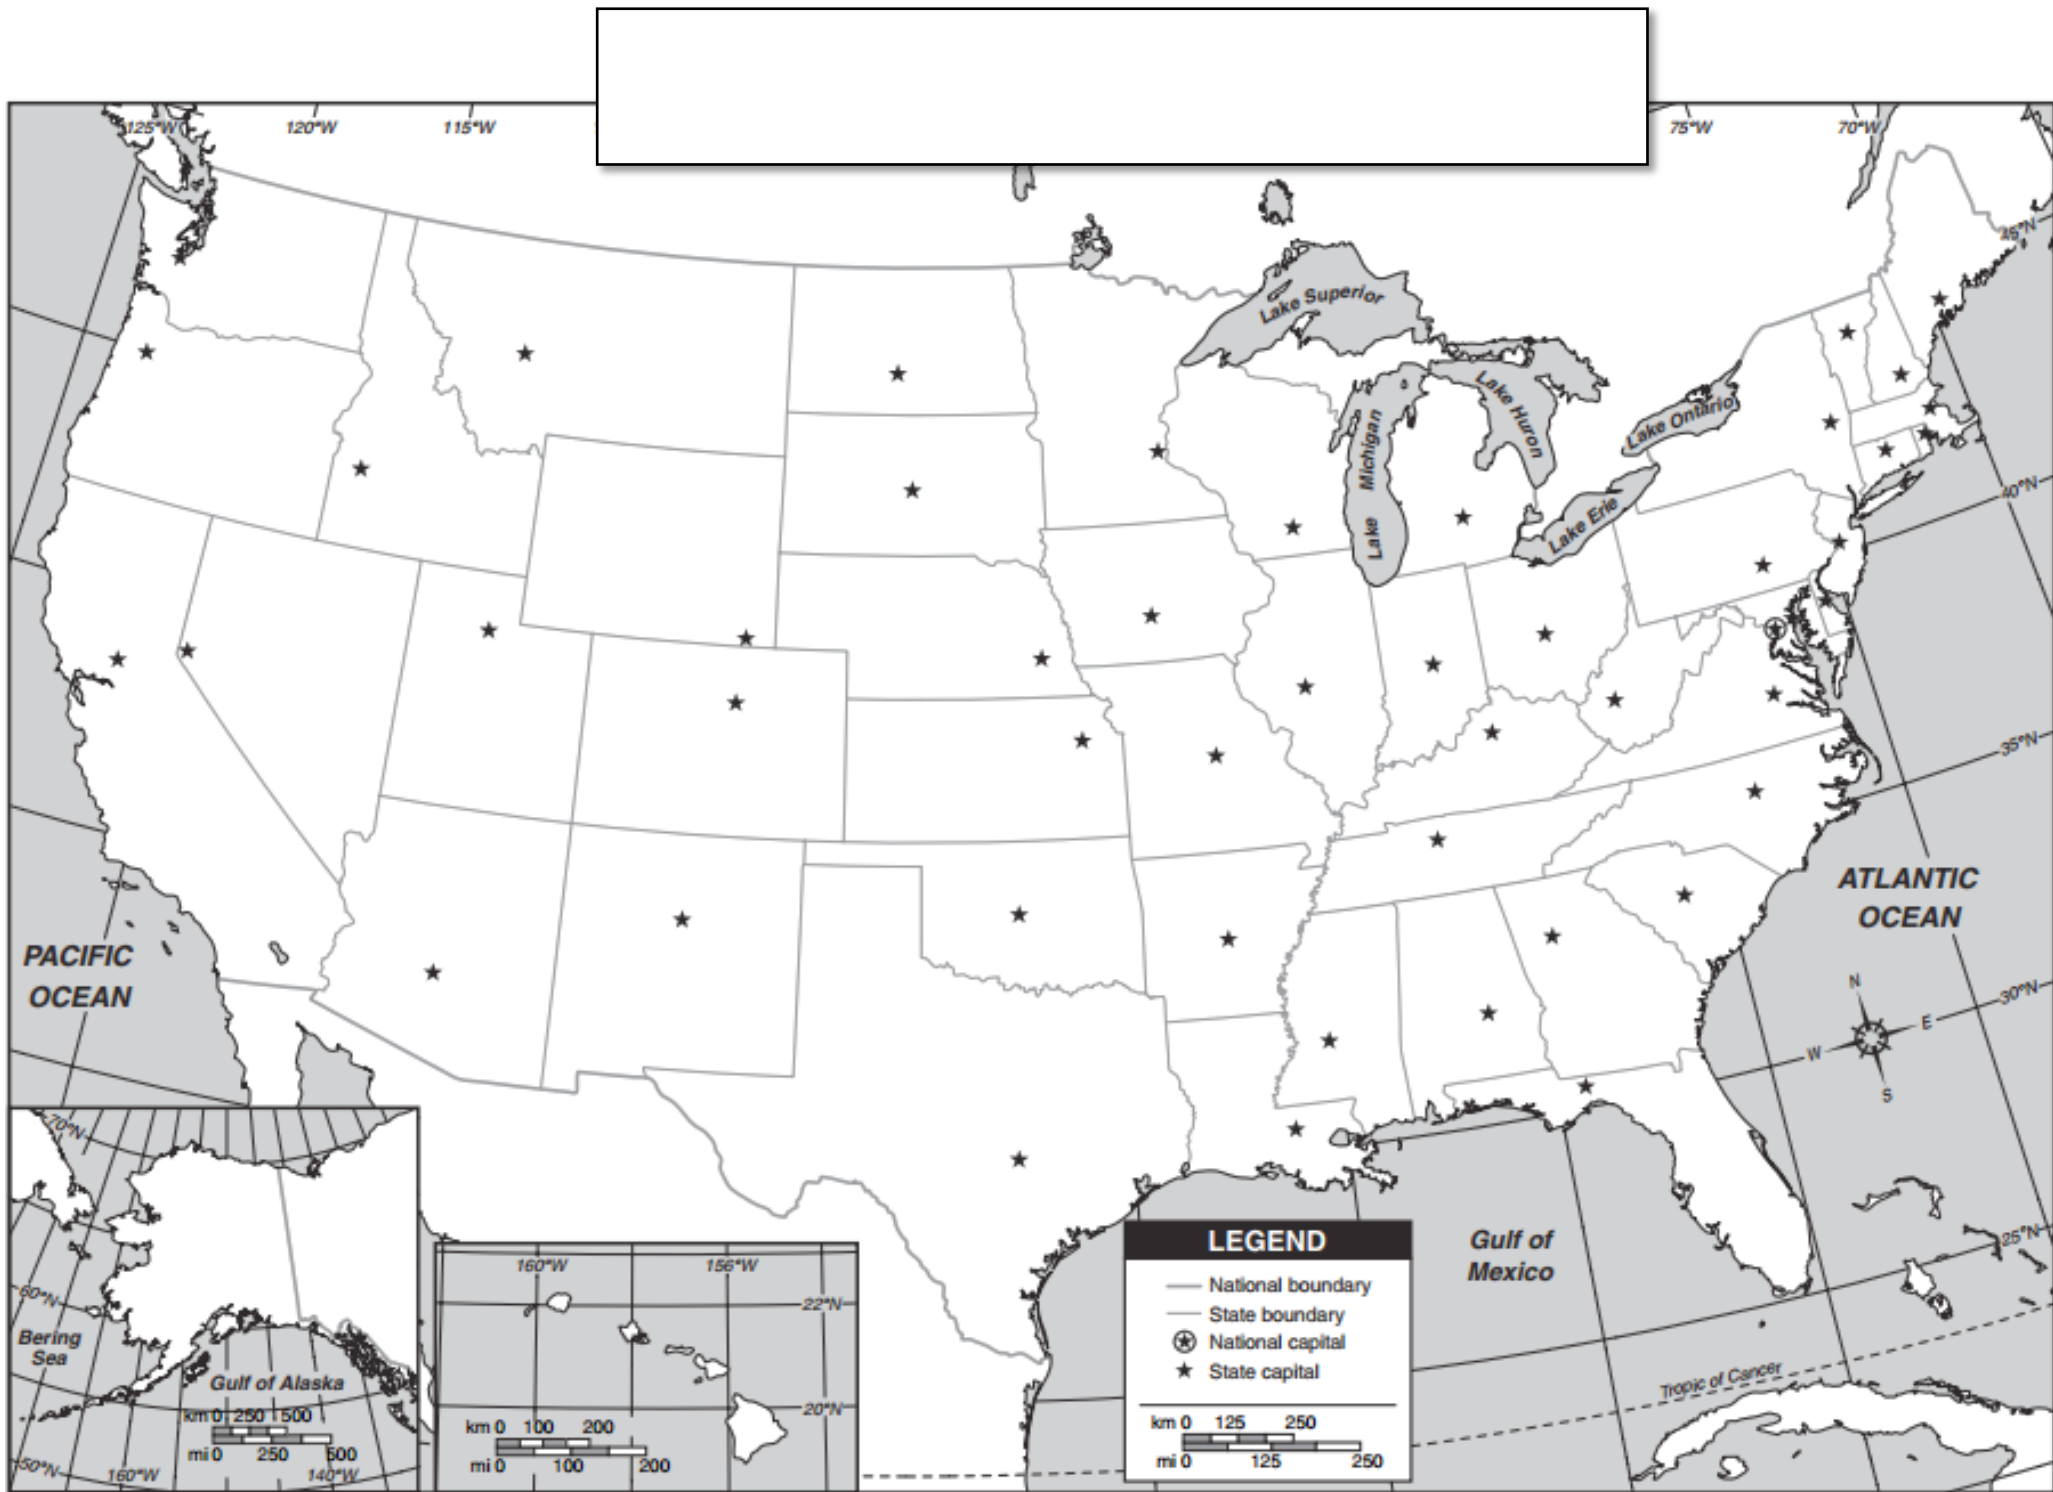 125°W
120°W
115°W
75°W
70°W
45°N
Lake Superior
Lake Huron
Lake Michigan
Lake Ontario
Lake Erie
40°N
35°N
ATLANTIC
OCEAN
PACIFIC
OCEAN
N
E
W
S
30°N
25°N
Gulf of
Mexico
Tropic of Cancer
70°N
60°N
Bering
Sea
Gulf of Alaska
km 0 250 500
mi 0 250 500
50°N
160°W
140°W
160°W
156°W
22°N
20°N
km 0 100 200
mi 0 100 200
LEGEND
National boundary
State boundary
National capital
State capital
km 0 125 250
mi 0 125 250